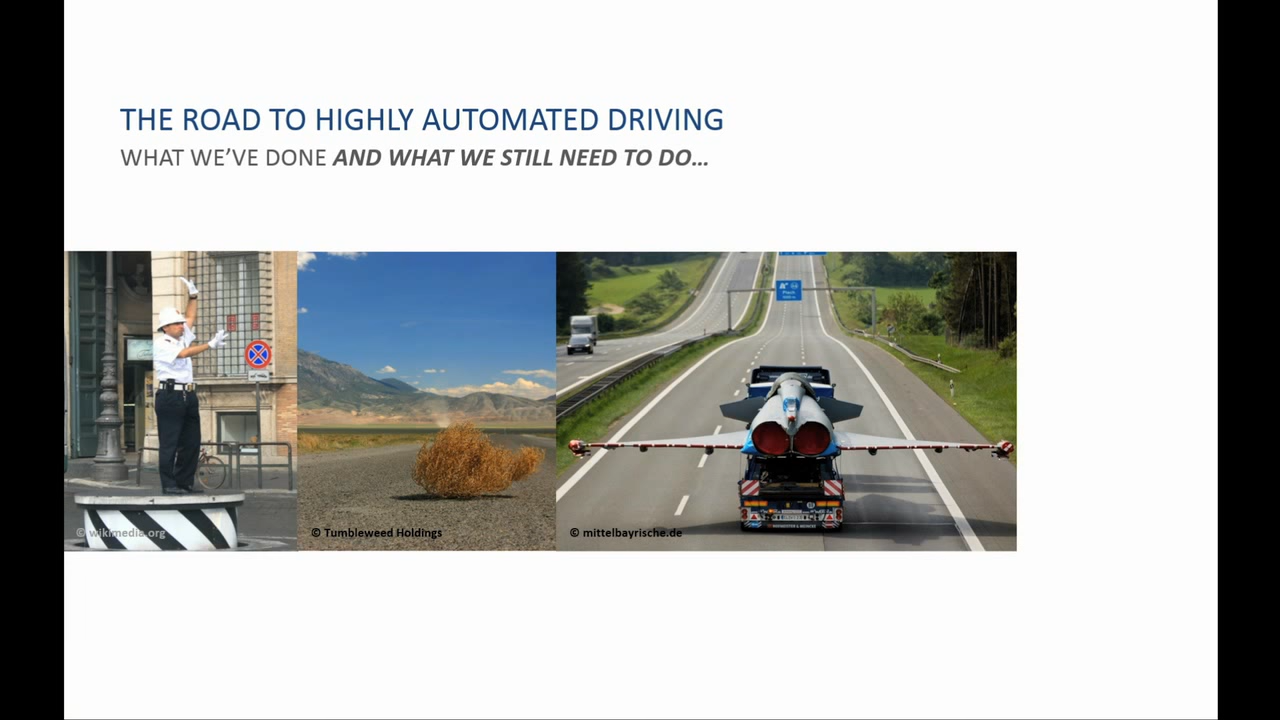 THE ROAD TO HIGHLY AUTOMATED DRIVING
WHAT WE’VE DONE AND WHAT WE STILL NEED TO DO...
© wikimedia.org
© Tumbleweed Holdings
© mittelbayrische.de